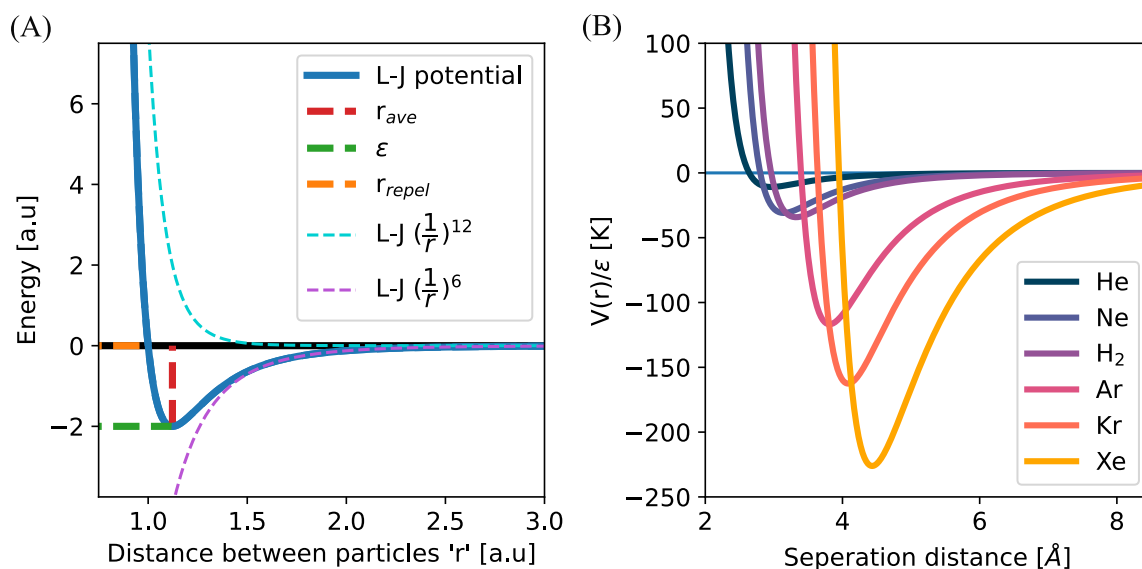 (A)
Energy [a.u]
6
4
2
0
−2
1.0 1.5 2.0 2.5 3.0
Distance between particles 'r' [a.u]
L-J potential
r_ave
ε
r_repel
L-J (1/r)^12
L-J (1/r)^6
(B)
V(r)/ε [K]
100
50
0
−50
−100
−150
−200
−250
2 4 6 8
Seperation distance [Å]
He
Ne
H₂
Ar
Kr
Xe